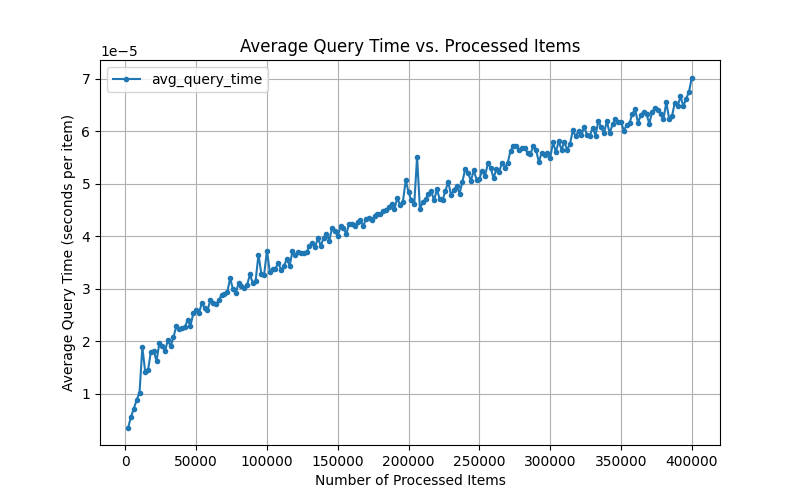 Average Query Time vs. Processed Items
1e−5
avg_query_time
7
6
5
4
3
2
1
Average Query Time (seconds per item)
0 50000 100000 150000 200000 250000 300000 350000 400000
Number of Processed Items